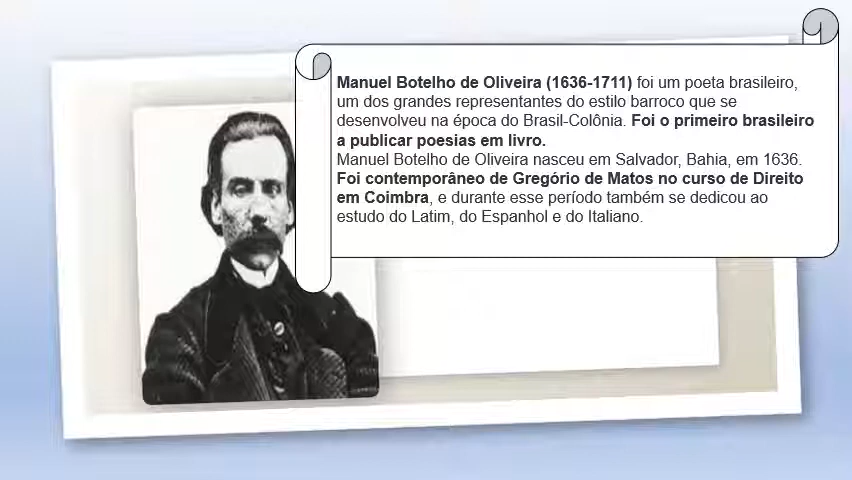 Manuel Botelho de Oliveira (1636-1711) foi um poeta brasileiro,
um dos grandes representantes do estilo barroco que se
desenvolveu na época do Brasil-Colônia. Foi o primeiro brasileiro
a publicar poesias em livro.
Manuel Botelho de Oliveira nasceu em Salvador, Bahia, em 1636.
Foi contemporâneo de Gregório de Matos no curso de Direito
em Coimbra, e durante esse período também se dedicou ao
estudo do Latim, do Espanhol e do Italiano.